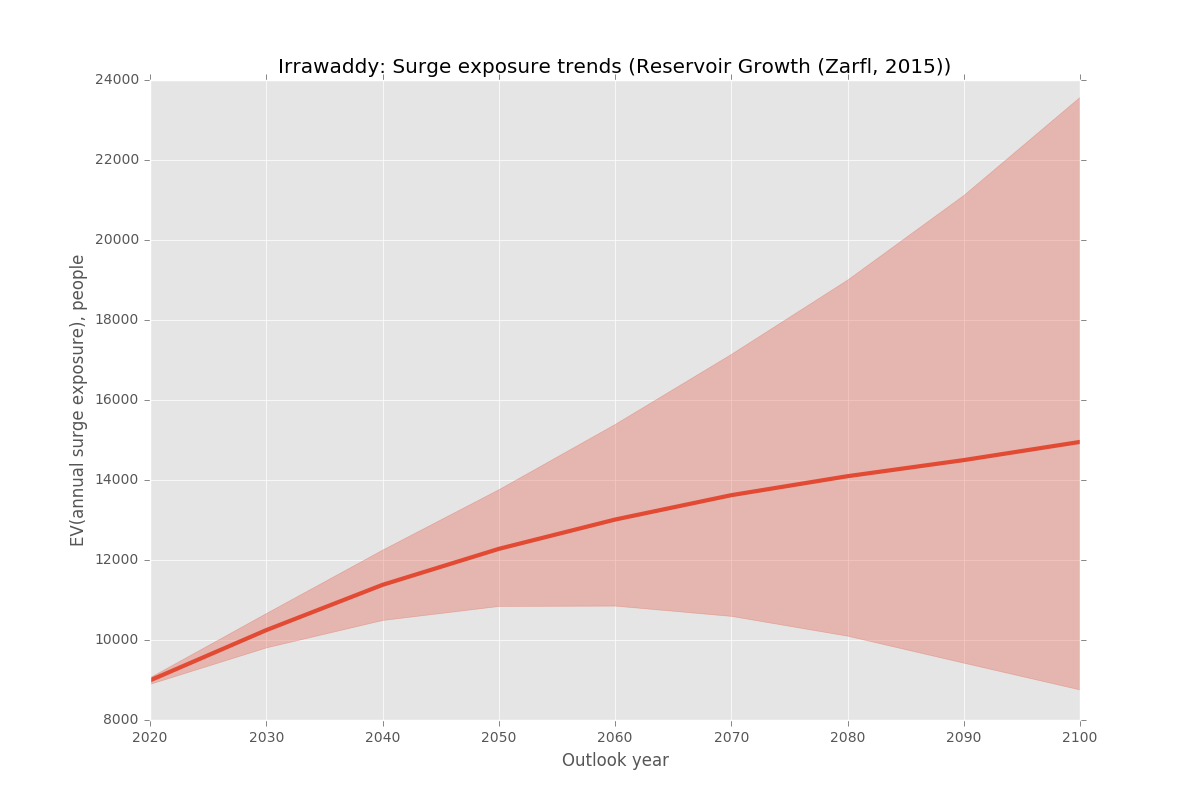 Irrawaddy: Surge exposure trends (Reservoir Growth (Zarfl, 2015))
EV(annual surge exposure), people
24000
22000
20000
18000
16000
14000
12000
10000
8000
2020 2030 2040 2050 2060 2070 2080 2090 2100
Outlook year